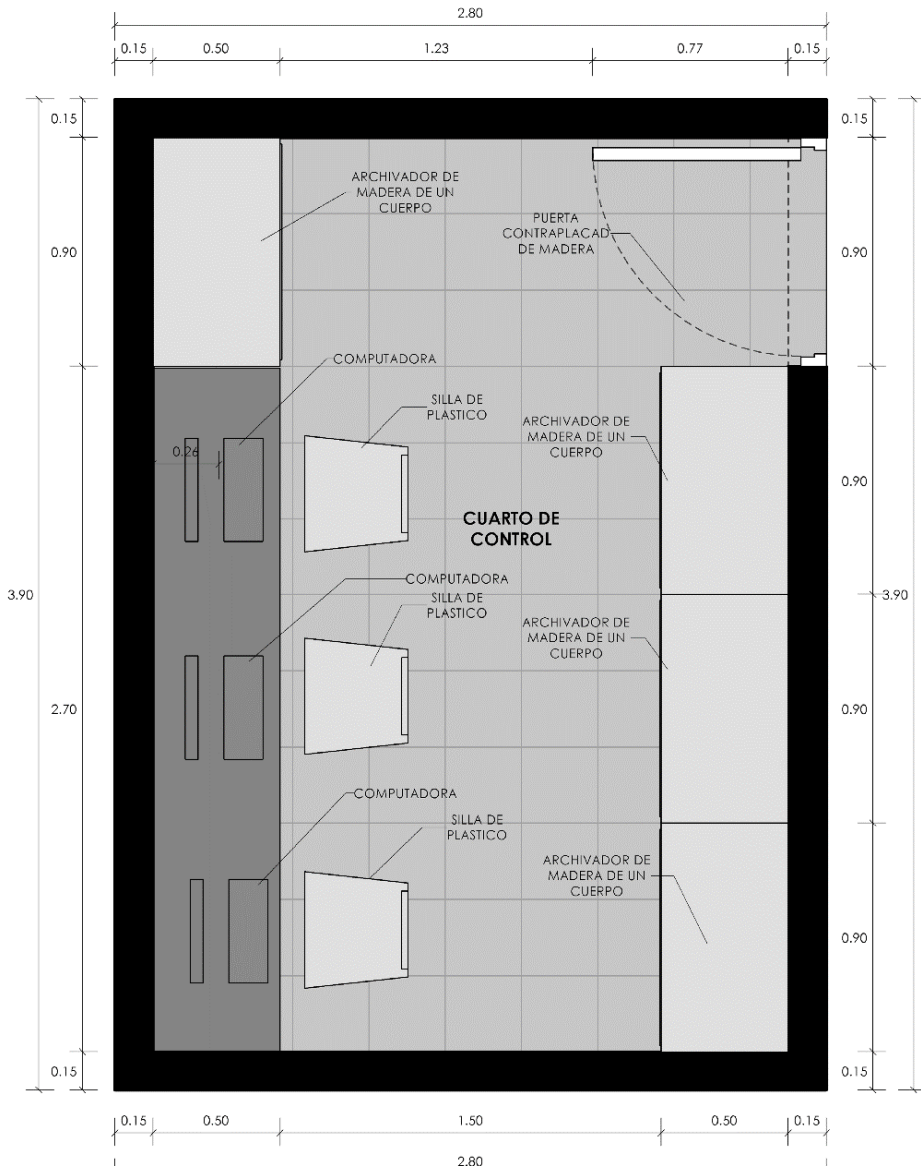 2.80
0.15
0.50
1.23
0.77
0.15
0.15
0.15
ARCHIVADOR DE
MADERA DE UN
CUERPO
PUERTA
CONTRAPLACAD
DE MADERA
0.90
0.90
COMPUTADORA
SILLA DE
PLASTICO
ARCHIVADOR DE
MADERA DE UN
CUERPO
0.26
0.90
CUARTO DE
CONTROL
COMPUTADORA
SILLA DE
PLASTICO
3.90
3.90
ARCHIVADOR DE
MADERA DE UN
CUERPO
2.70
0.90
COMPUTADORA
SILLA DE
PLASTICO
ARCHIVADOR DE
MADERA DE UN
CUERPO
0.90
0.15
0.15
0.15
0.50
1.50
0.50
0.15
2.80